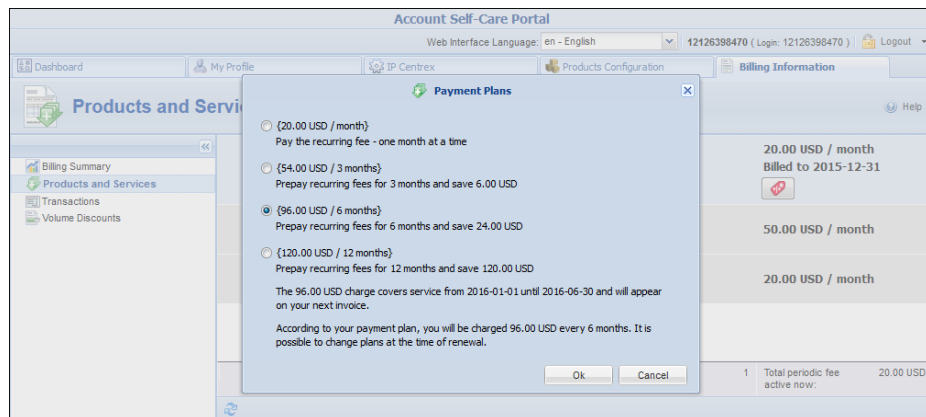 Account Self-Care Portal
Web Interface Language: en - English
12126398470 ( Login: 12126398470 )
Logout
Dashboard
My Profile
IP Centrex
Products Configuration
Billing Information
Products and Servi
Help
Payment Plans
{20.00 USD / month}
Pay the recurring fee - one month at a time
{54.00 USD / 3 months}
Prepay recurring fees for 3 months and save 6.00 USD
{96.00 USD / 6 months}
Prepay recurring fees for 6 months and save 24.00 USD
{120.00 USD / 12 months}
Prepay recurring fees for 12 months and save 120.00 USD
The 96.00 USD charge covers service from 2016-01-01 until 2016-06-30 and will appear
on your next invoice.
According to your payment plan, you will be charged 96.00 USD every 6 months. It is
possible to change plans at the time of renewal.
Ok
Cancel
Billing Summary
Products and Services
Transactions
Volume Discounts
20.00 USD / month
Billed to 2015-12-31
50.00 USD / month
20.00 USD / month
1
Total periodic fee
active now:
20.00 USD